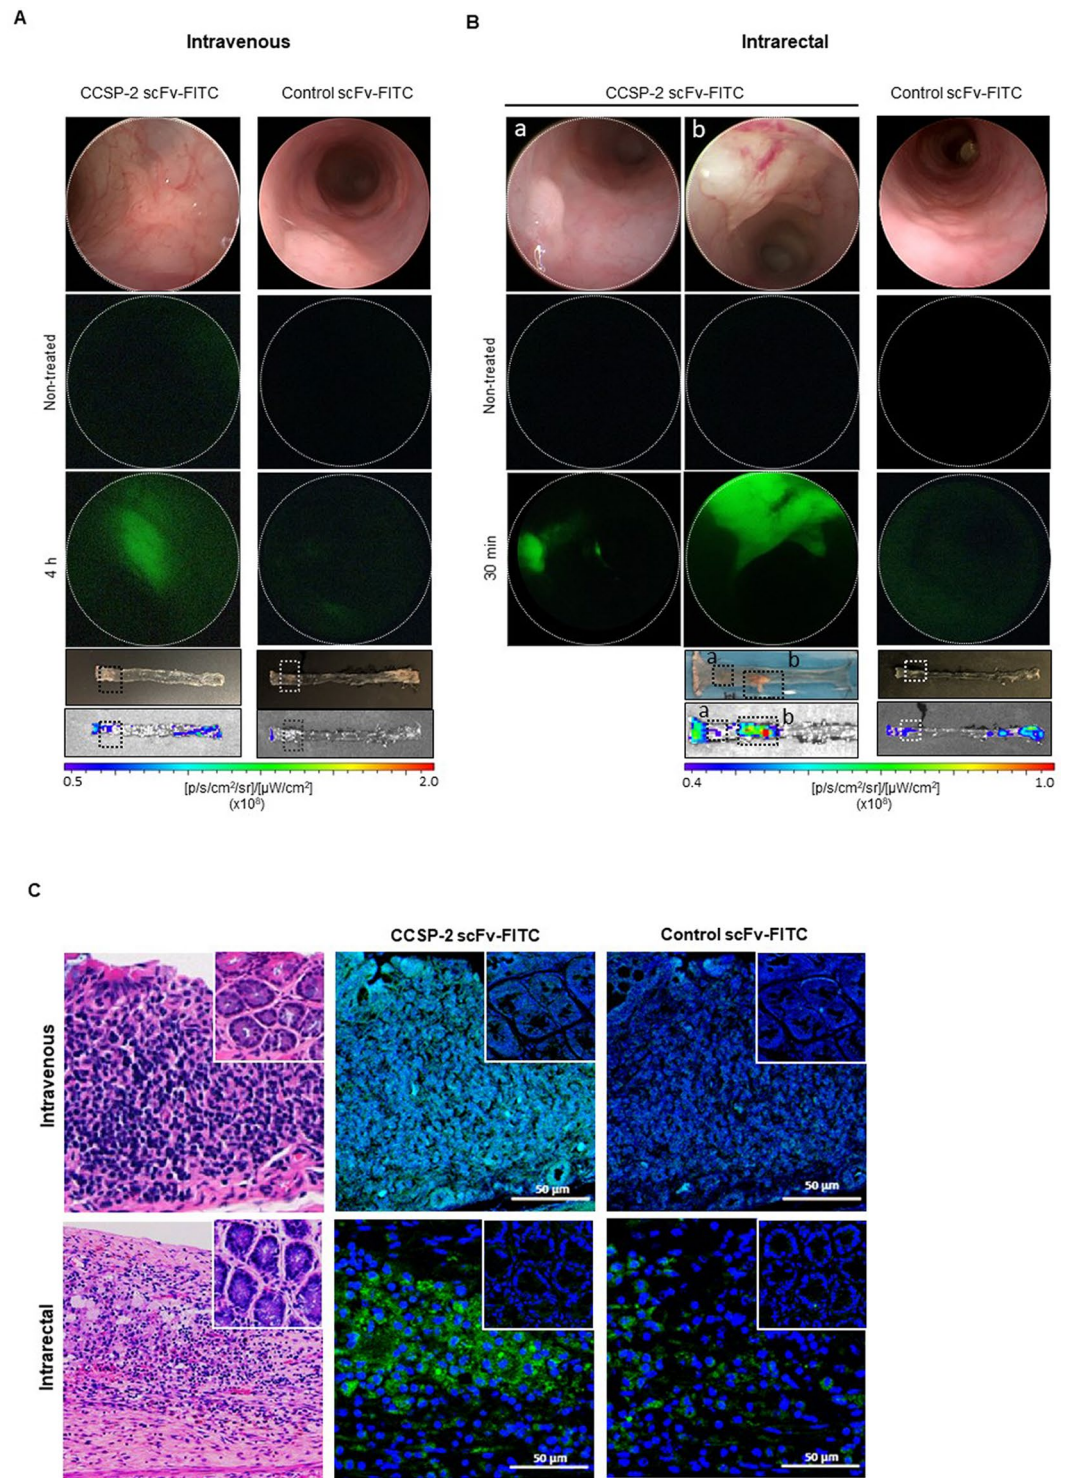 A
B
Intravenous
Intrarectal
CCSP-2 scFv-FITC
Control scFv-FITC
CCSP-2 scFv-FITC
Control scFv-FITC
a
b
Non-treated
Non-treated
4 h
30 min
a
b
a
b
0.5
2.0
[p/s/cm²/sr]/[µW/cm²]
(x10⁸)
0.4
1.0
[p/s/cm²/sr]/[µW/cm²]
(x10⁸)
C
CCSP-2 scFv-FITC
Control scFv-FITC
Intravenous
50 µm
50 µm
Intrarectal
50 µm
50 µm